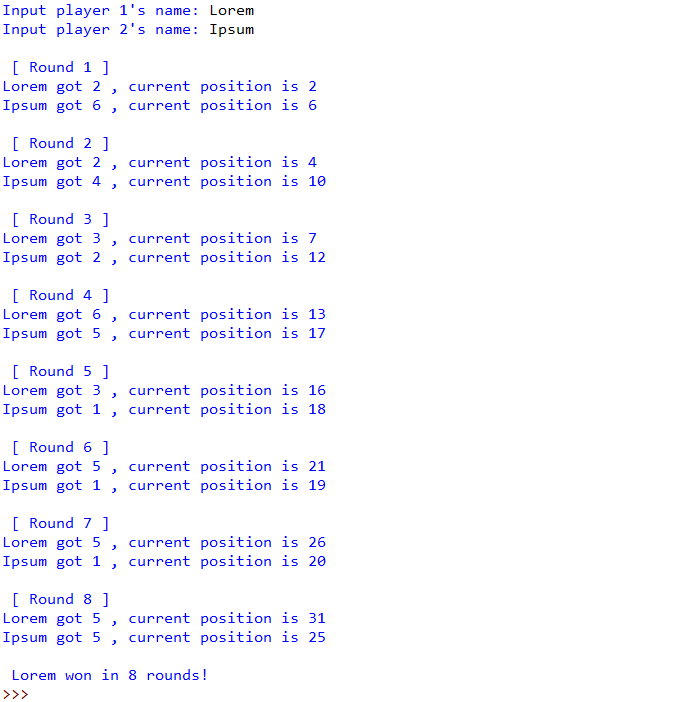 Input player 1's name: Lorem
Input player 2's name: Ipsum
[ Round 1 ]
Lorem got 2 , current position is 2
Ipsum got 6 , current position is 6
[ Round 2 ]
Lorem got 2 , current position is 4
Ipsum got 4 , current position is 10
[ Round 3 ]
Lorem got 3 , current position is 7
Ipsum got 2 , current position is 12
[ Round 4 ]
Lorem got 6 , current position is 13
Ipsum got 5 , current position is 17
[ Round 5 ]
Lorem got 3 , current position is 16
Ipsum got 1 , current position is 18
[ Round 6 ]
Lorem got 5 , current position is 21
Ipsum got 1 , current position is 19
[ Round 7 ]
Lorem got 5 , current position is 26
Ipsum got 1 , current position is 20
[ Round 8 ]
Lorem got 5 , current position is 31
Ipsum got 5 , current position is 25
Lorem won in 8 rounds!
>>>